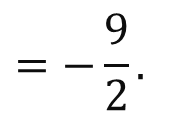 = −9/2.